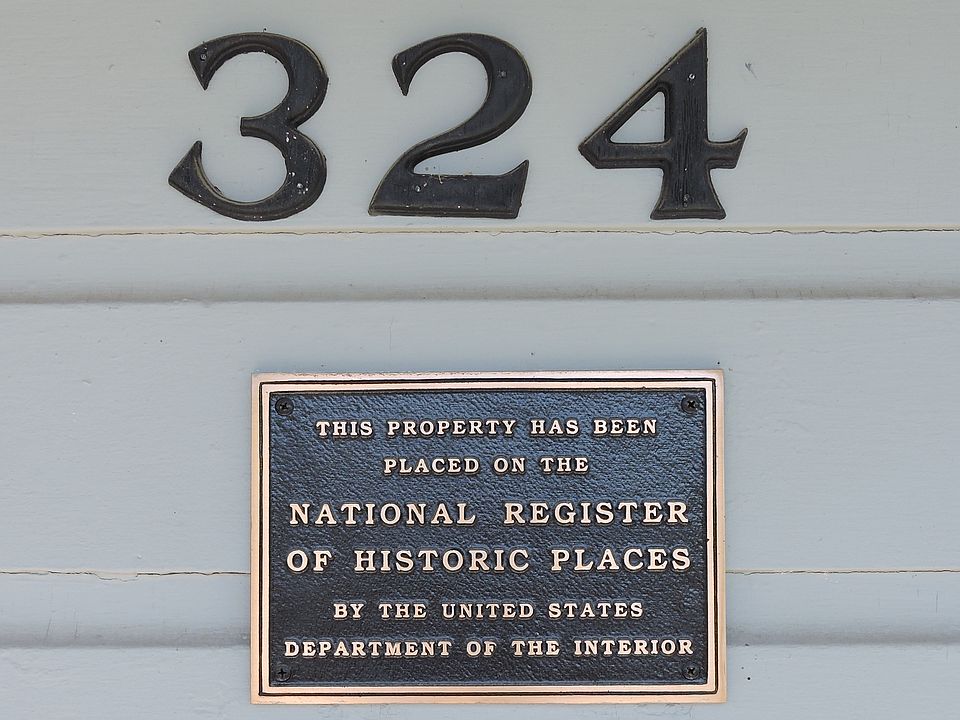 324
THIS PROPERTY HAS BEEN
PLACED ON THE
NATIONAL REGISTER
OF HISTORIC PLACES
BY THE UNITED STATES
DEPARTMENT OF THE INTERIOR